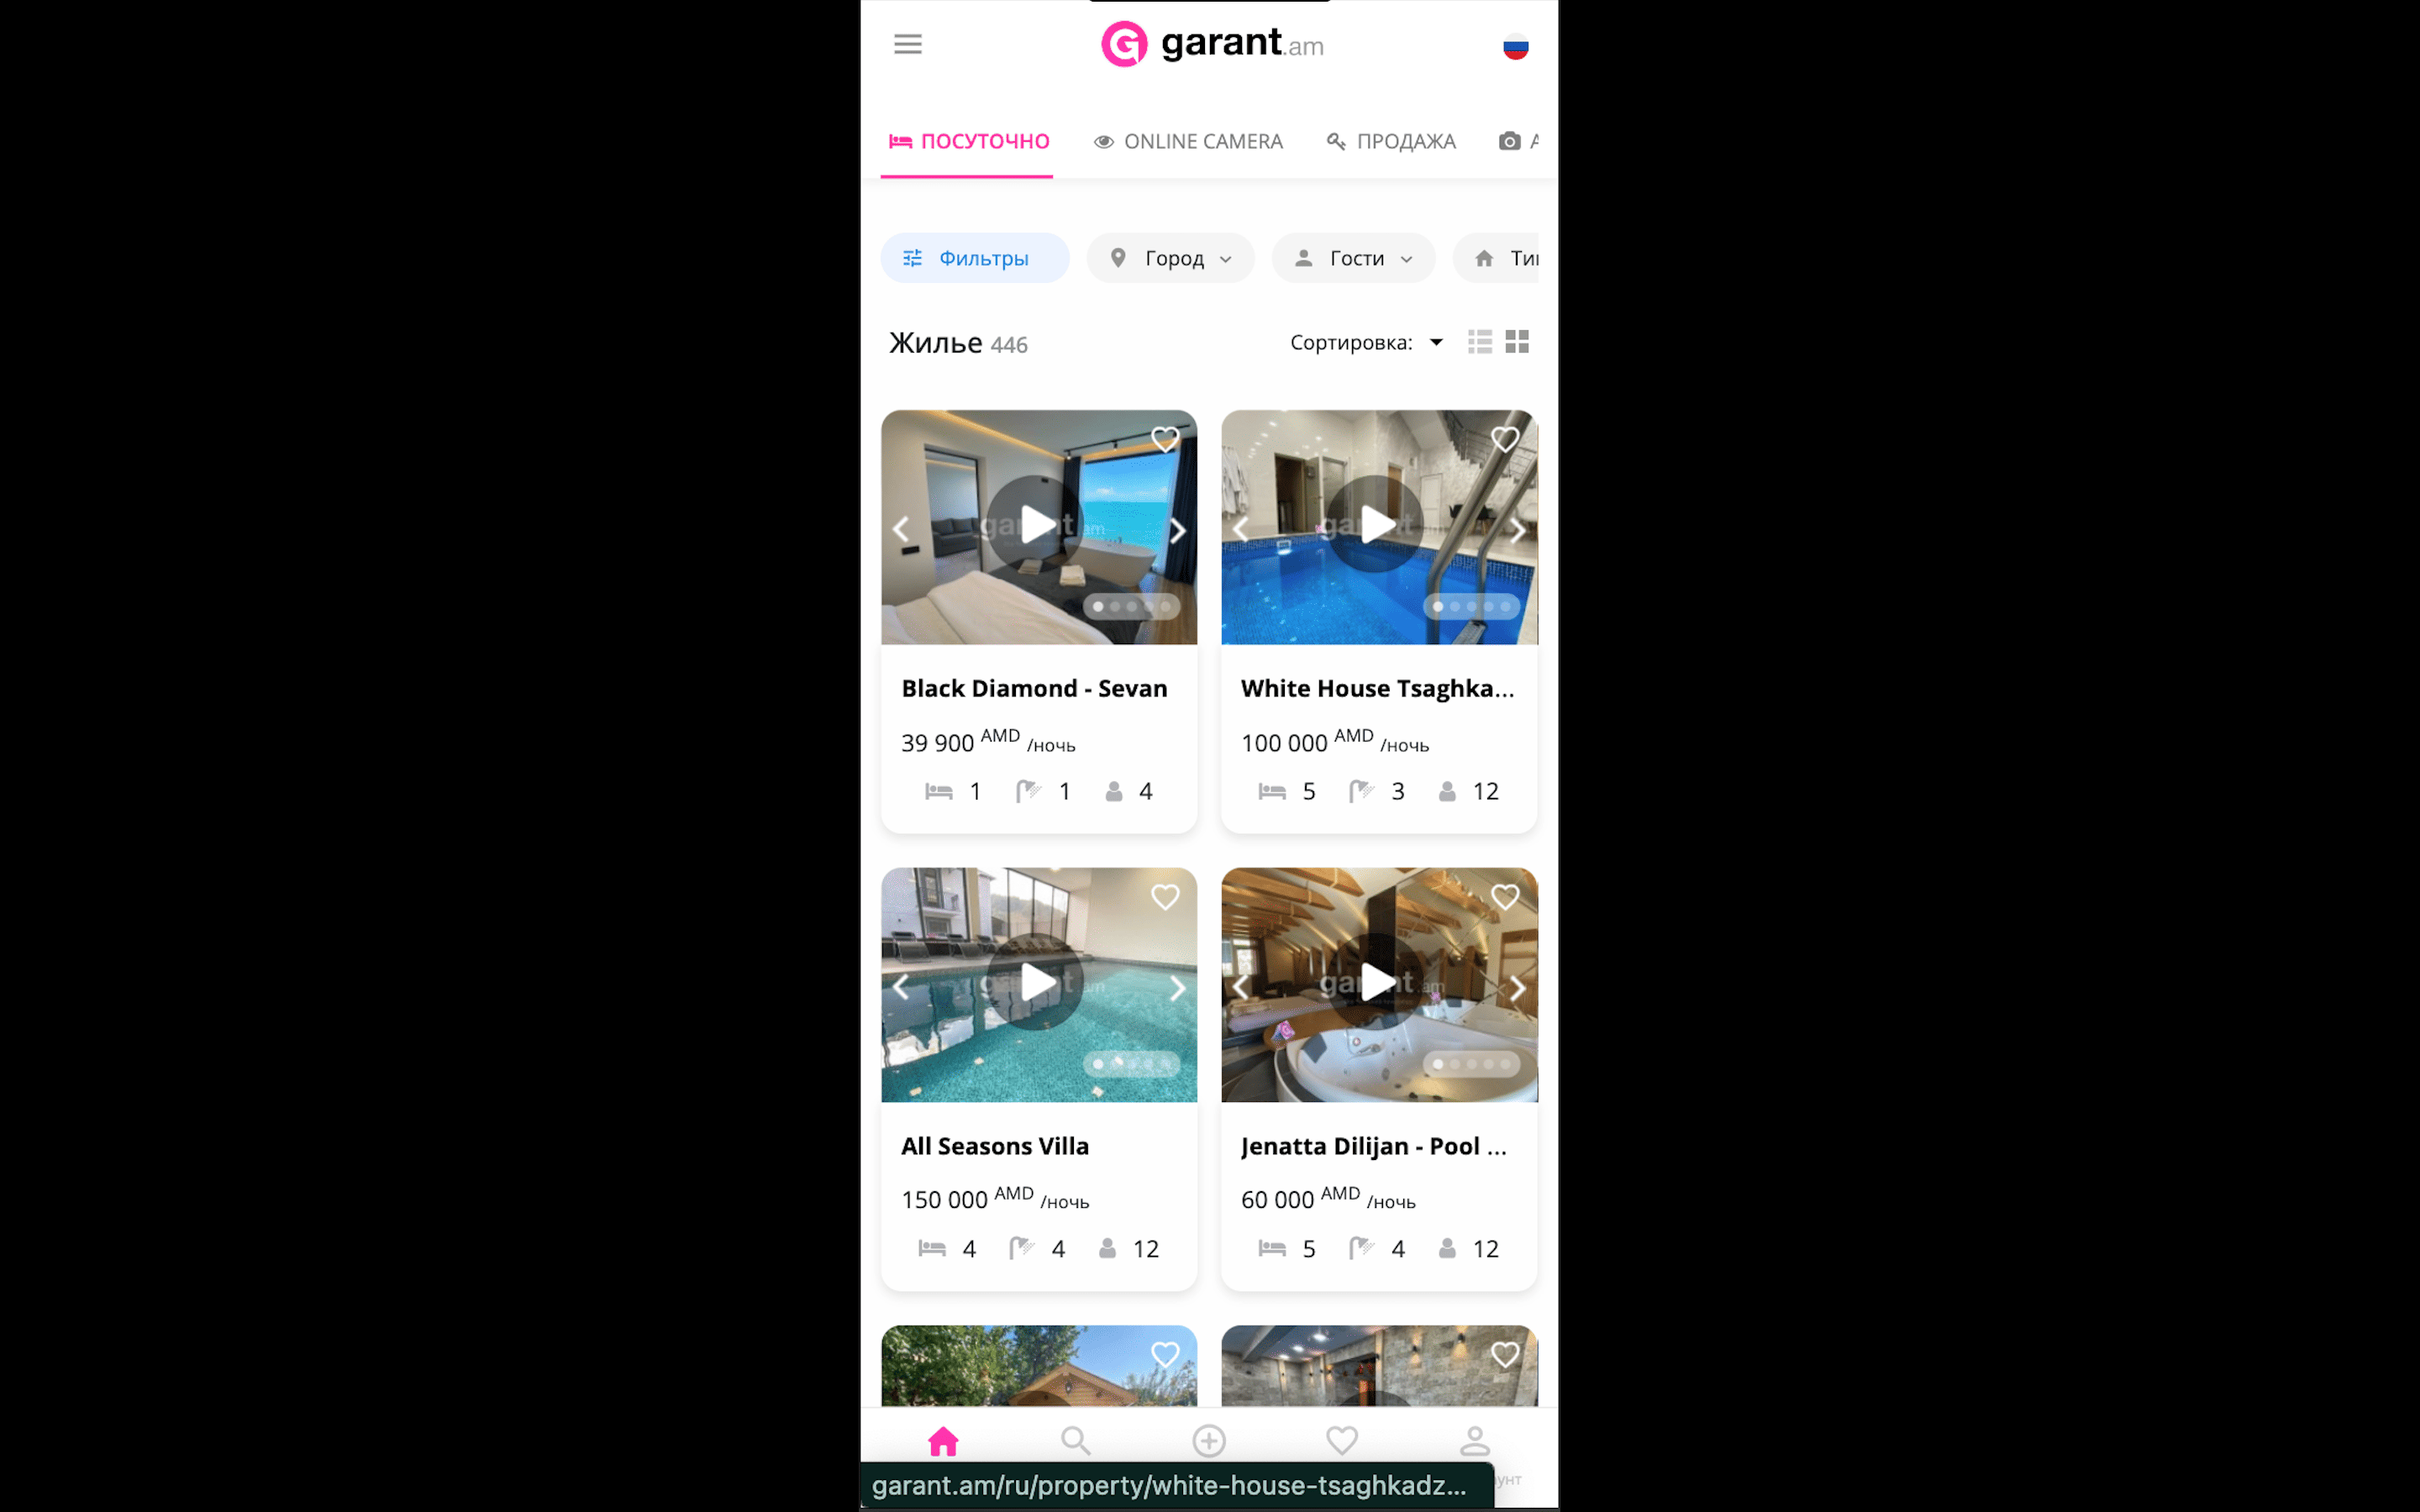 garant.am
ПОСУТОЧНО ONLINE CAMERA ПРОДАЖА
Фильтры Город Гости
Жилье 446 Сортировка:
Black Diamond - Sevan
39 900 AMD /ночь
1 1 4
White House Tsaghka...
100 000 AMD /ночь
5 3 12
All Seasons Villa
150 000 AMD /ночь
4 4 12
Jenatta Dilijan - Pool ...
60 000 AMD /ночь
5 4 12
garant.am/ru/property/white-house-tsaghkadz...